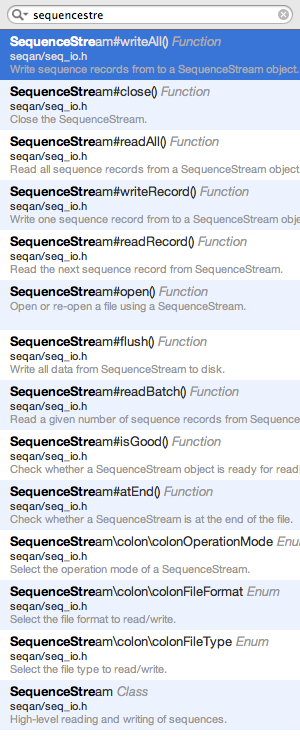 sequencestre
SequenceStream#writeAll() Function
seqan/seq_io.h
Write sequence records from to a SequenceStream object.
SequenceStream#close() Function
seqan/seq_io.h
Close the SequenceStream.
SequenceStream#readAll() Function
seqan/seq_io.h
Read all sequence records from a SequenceStream object
SequenceStream#writeRecord() Function
seqan/seq_io.h
Write one sequence record from to a SequenceStream obje
SequenceStream#readRecord() Function
seqan/seq_io.h
Read the next sequence record from SequenceStream.
SequenceStream#open() Function
Open or re-open a file using a SequenceStream.
SequenceStream#flush() Function
seqan/seq_io.h
Write all data from SequenceStream to disk.
SequenceStream#readBatch() Function
seqan/seq_io.h
Read a given number of sequence records from Sequence
SequenceStream#isGood() Function
seqan/seq_io.h
Check whether a SequenceStream object is ready for readi
SequenceStream#atEnd() Function
seqan/seq_io.h
Check whether a SequenceStream is at the end of the file.
SequenceStream\colon\colonOperationMode Enu
seqan/seq_io.h
Select the operation mode of a SequenceStream.
SequenceStream\colon\colonFileFormat Enum
seqan/seq_io.h
Select the file format to read/write.
SequenceStream\colon\colonFileType Enum
seqan/seq_io.h
Select the file type to read/write.
SequenceStream Class
seqan/seq_io.h
High-level reading and writing of sequences.